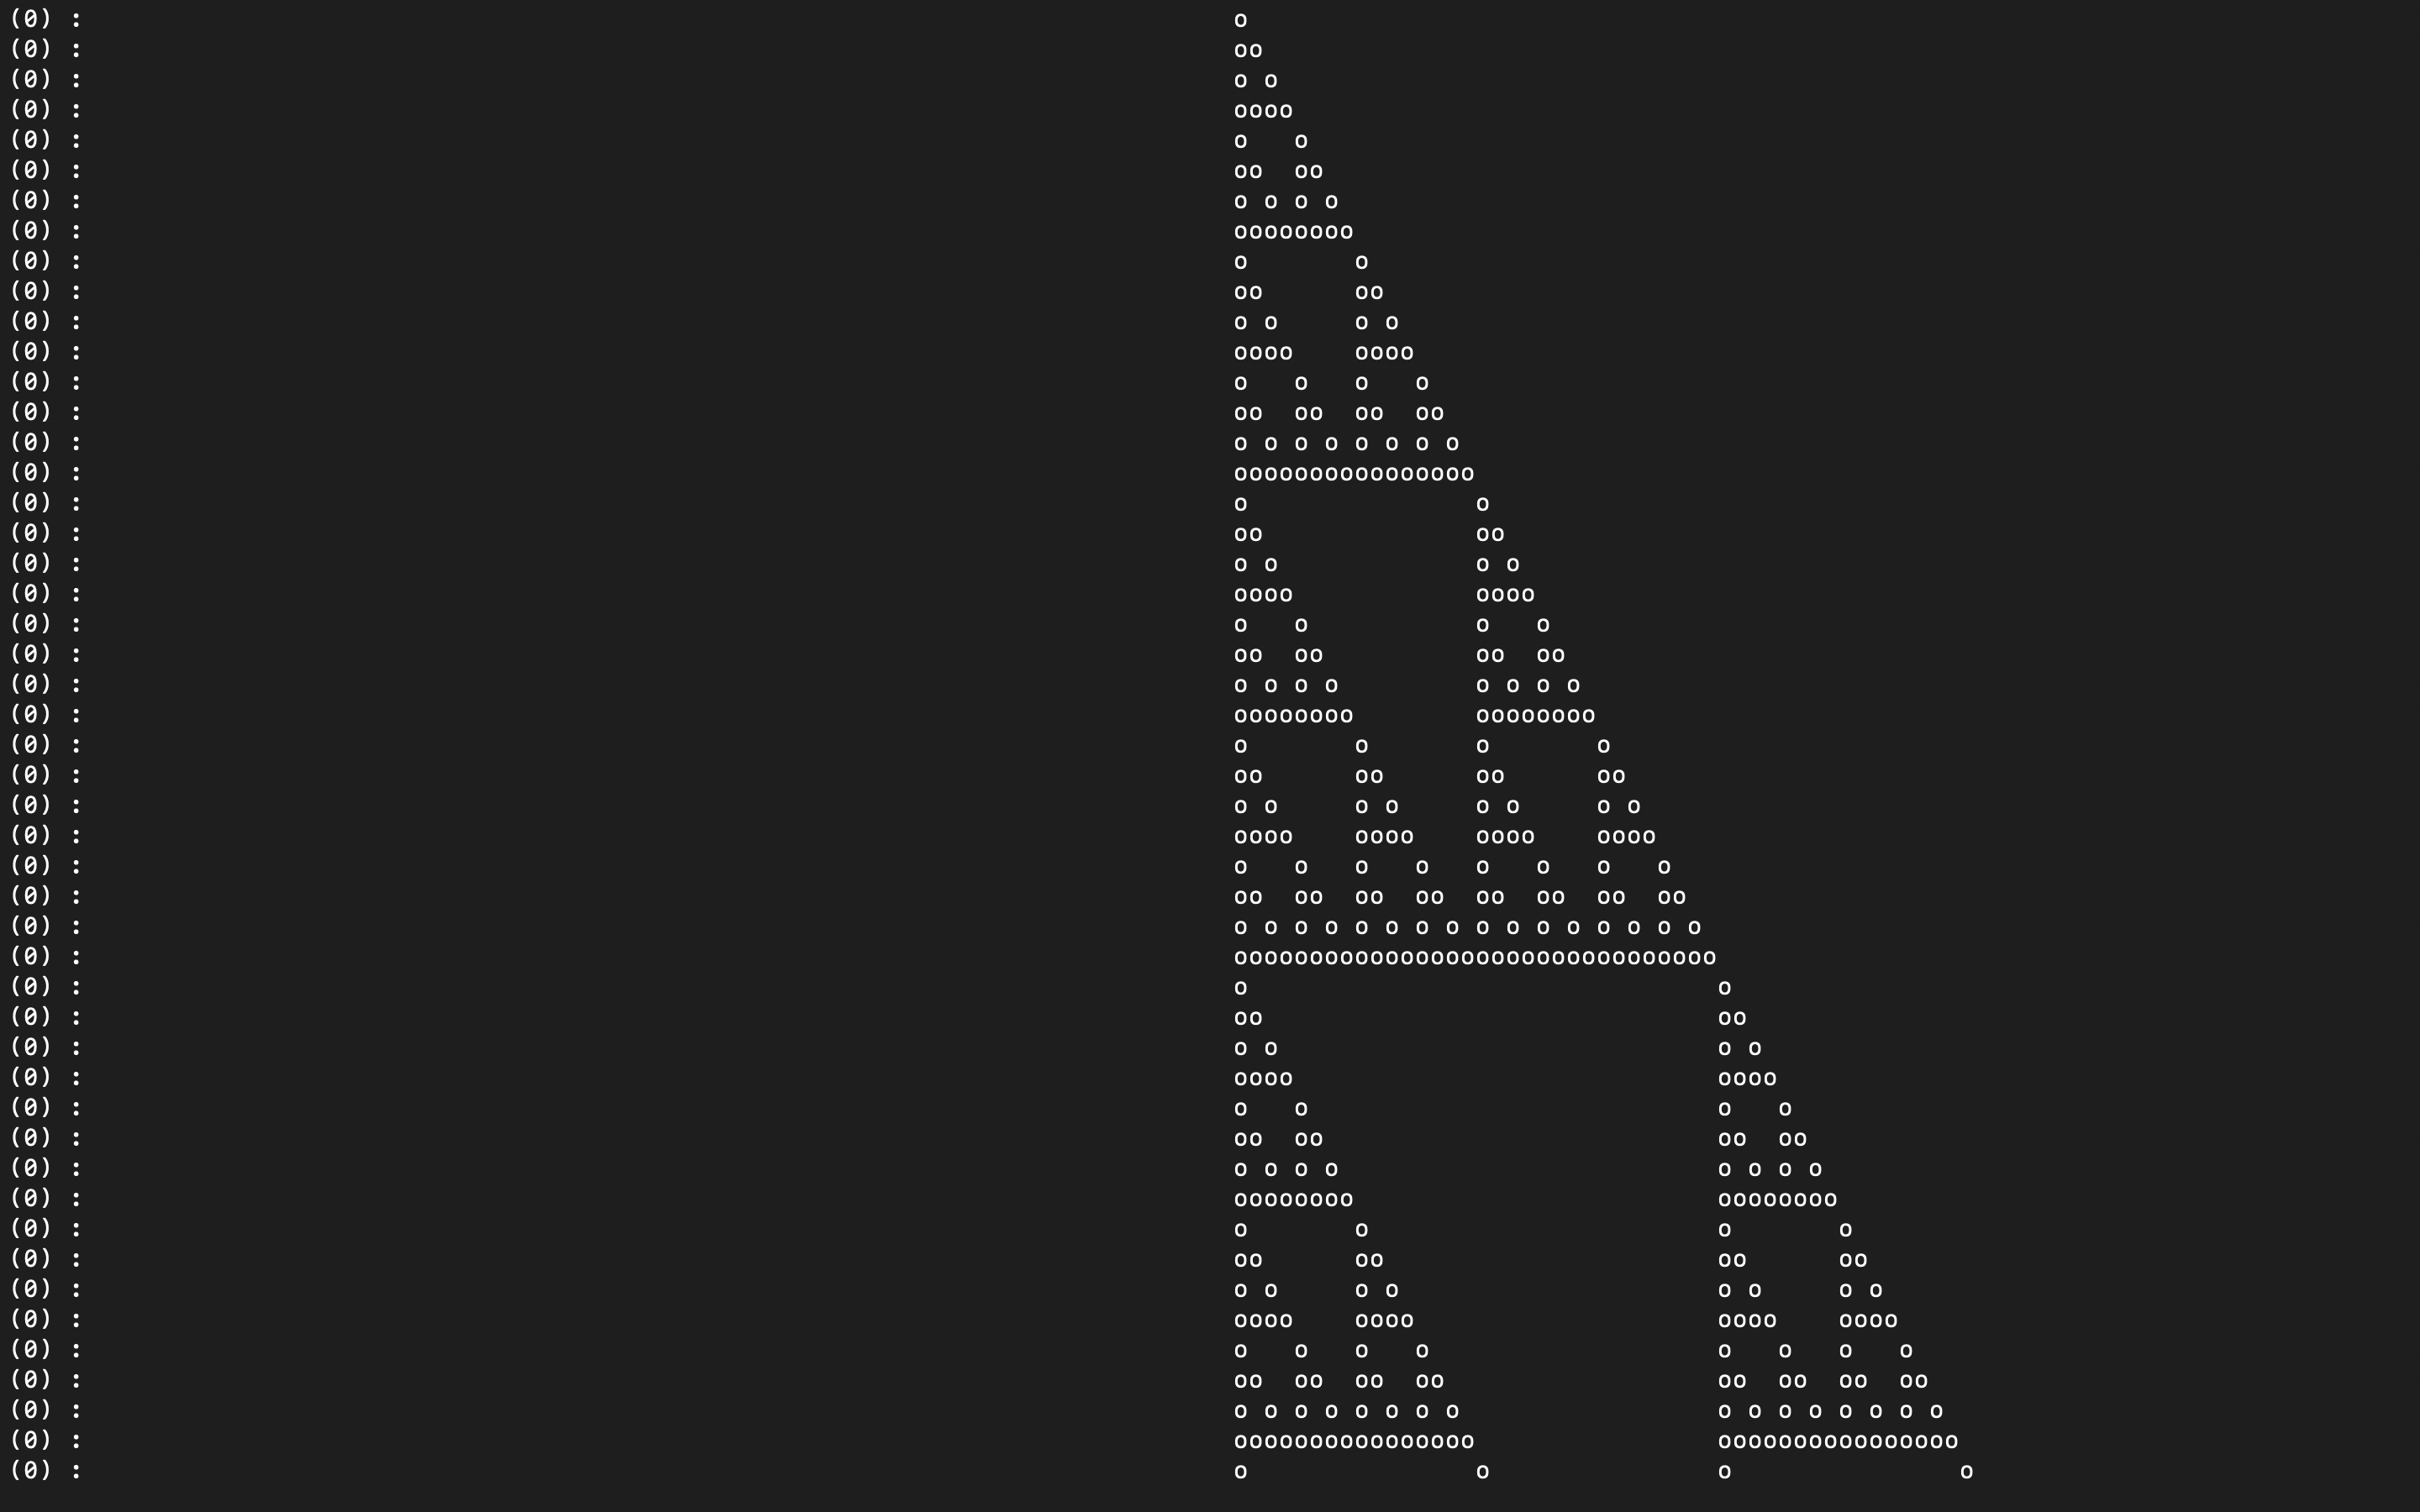 (0) : o
(0) : oo
(0) : o o
(0) : oooo
(0) : o   o
(0) : oo  oo
(0) : o o o o
(0) : oooooooo
(0) : o       o
(0) : oo      oo
(0) : o o     o o
(0) : oooo    oooo
(0) : o   o   o   o
(0) : oo  oo  oo  oo
(0) : o o o o o o o o
(0) : oooooooooooooooo
(0) : o               o
(0) : oo              oo
(0) : o o             o o
(0) : oooo            oooo
(0) : o   o           o   o
(0) : oo  oo          oo  oo
(0) : o o o o         o o o o
(0) : oooooooo        oooooooo
(0) : o       o       o       o
(0) : oo      oo      oo      oo
(0) : o o     o o     o o     o o
(0) : oooo    oooo    oooo    oooo
(0) : o   o   o   o   o   o   o   o
(0) : oo  oo  oo  oo  oo  oo  oo  oo
(0) : o o o o o o o o o o o o o o o o
(0) : oooooooooooooooooooooooooooooooo
(0) : o                               o
(0) : oo                              oo
(0) : o o                             o o
(0) : oooo                            oooo
(0) : o   o                           o   o
(0) : oo  oo                          oo  oo
(0) : o o o o                         o o o o
(0) : oooooooo                        oooooooo
(0) : o       o                       o       o
(0) : oo      oo                      oo      oo
(0) : o o     o o                     o o     o o
(0) : oooo    oooo                    oooo    oooo
(0) : o   o   o   o                   o   o   o   o
(0) : oo  oo  oo  oo                  oo  oo  oo  oo
(0) : o o o o o o o o                 o o o o o o o o
(0) : oooooooooooooooo                oooooooooooooooo
(0) : o               o               o               o